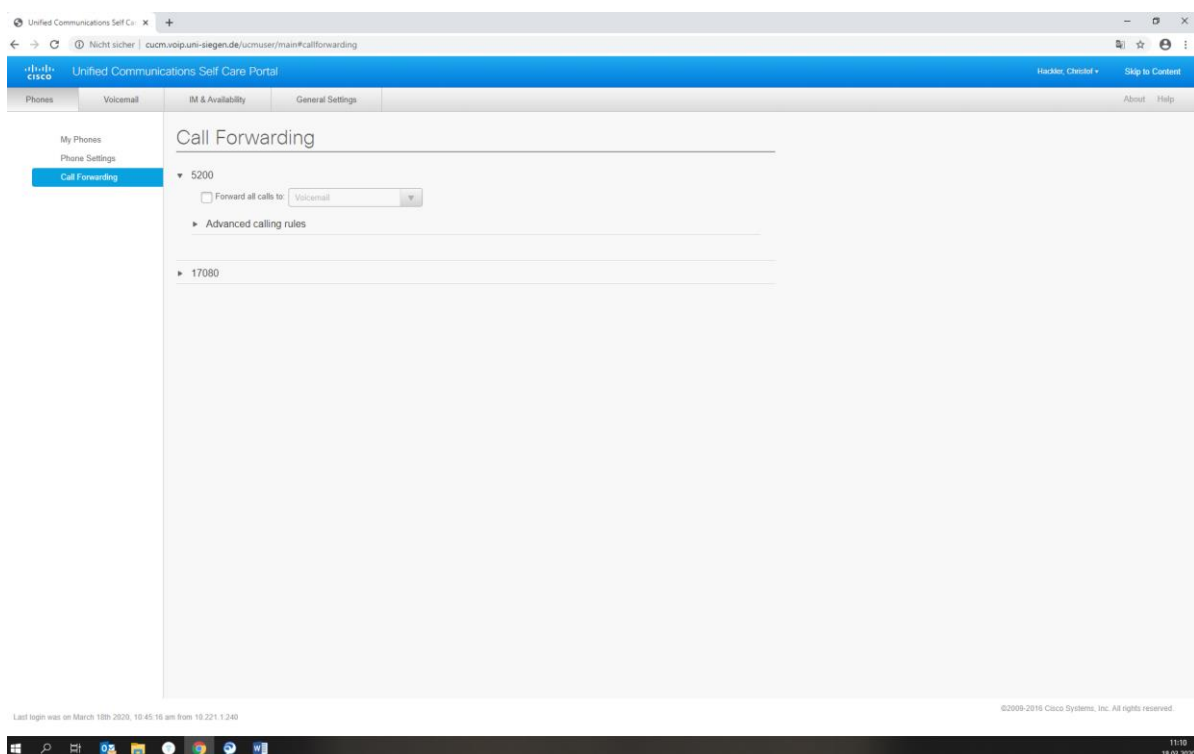 Unified Communications Self Ca
Nicht sicher | cucm.voip.uni-siegen.de/ucmuser/main#callforwarding
cisco Unified Communications Self Care Portal Hackler, Christof Skip to Content
Phones Voicemail IM & Availability General Settings About Help
My Phones
Phone Settings
Call Forwarding
Call Forwarding
5200
Forward all calls to: Voicemail
Advanced calling rules
17080
Last login was on March 18th 2020, 10:45:16 am from 10.221.1.240
©2009-2016 Cisco Systems, Inc. All rights reserved.
11:10
18.03.2020